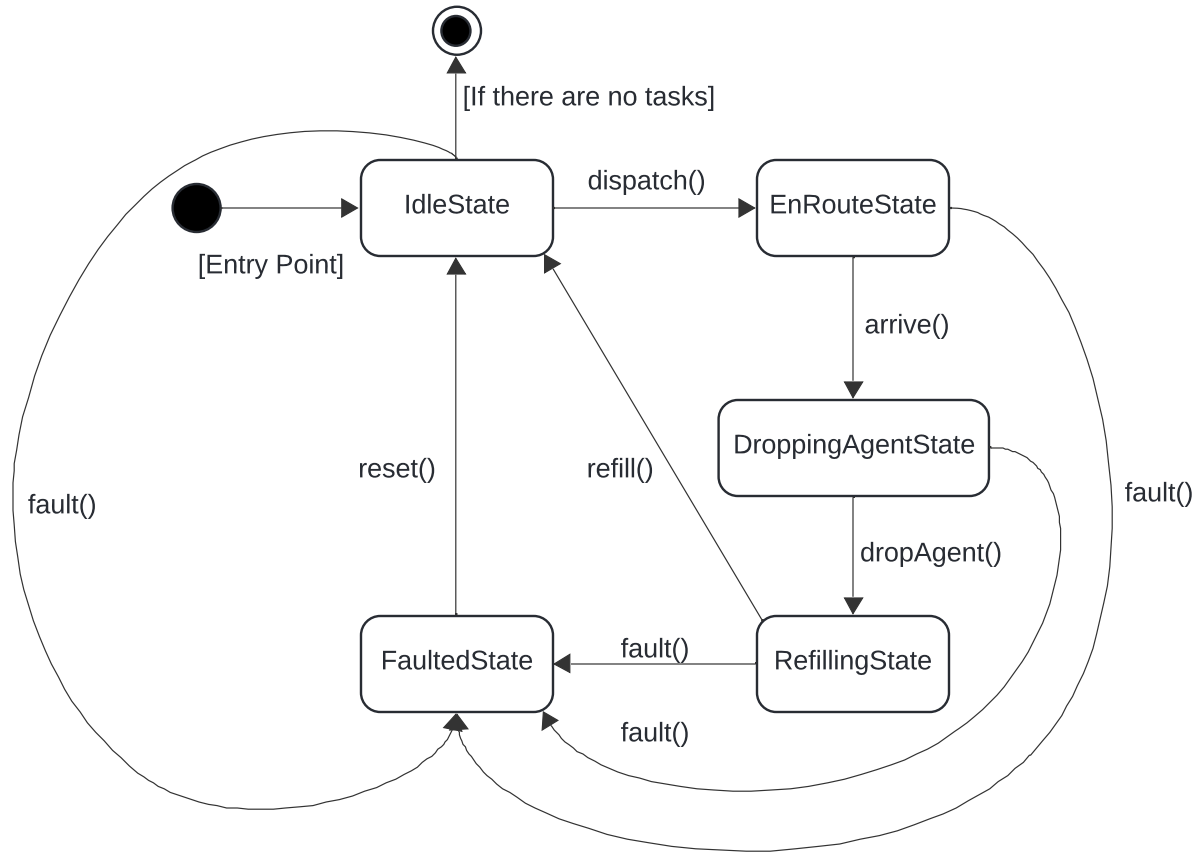 [If there are no tasks]
dispatch()
IdleState
EnRouteState
[Entry Point]
arrive()
DroppingAgentState
reset()
refill()
fault()
fault()
dropAgent()
fault()
FaultedState
RefillingState
fault()